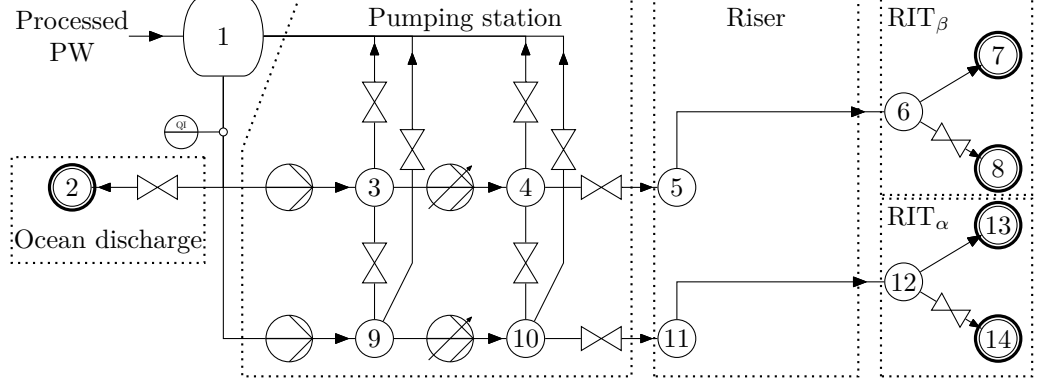 Processed
PW
1
Pumping station
Riser
RIT_β
7
6
8
QI
2
3
4
5
Ocean discharge
RIT_α
13
12
14
9
10
11